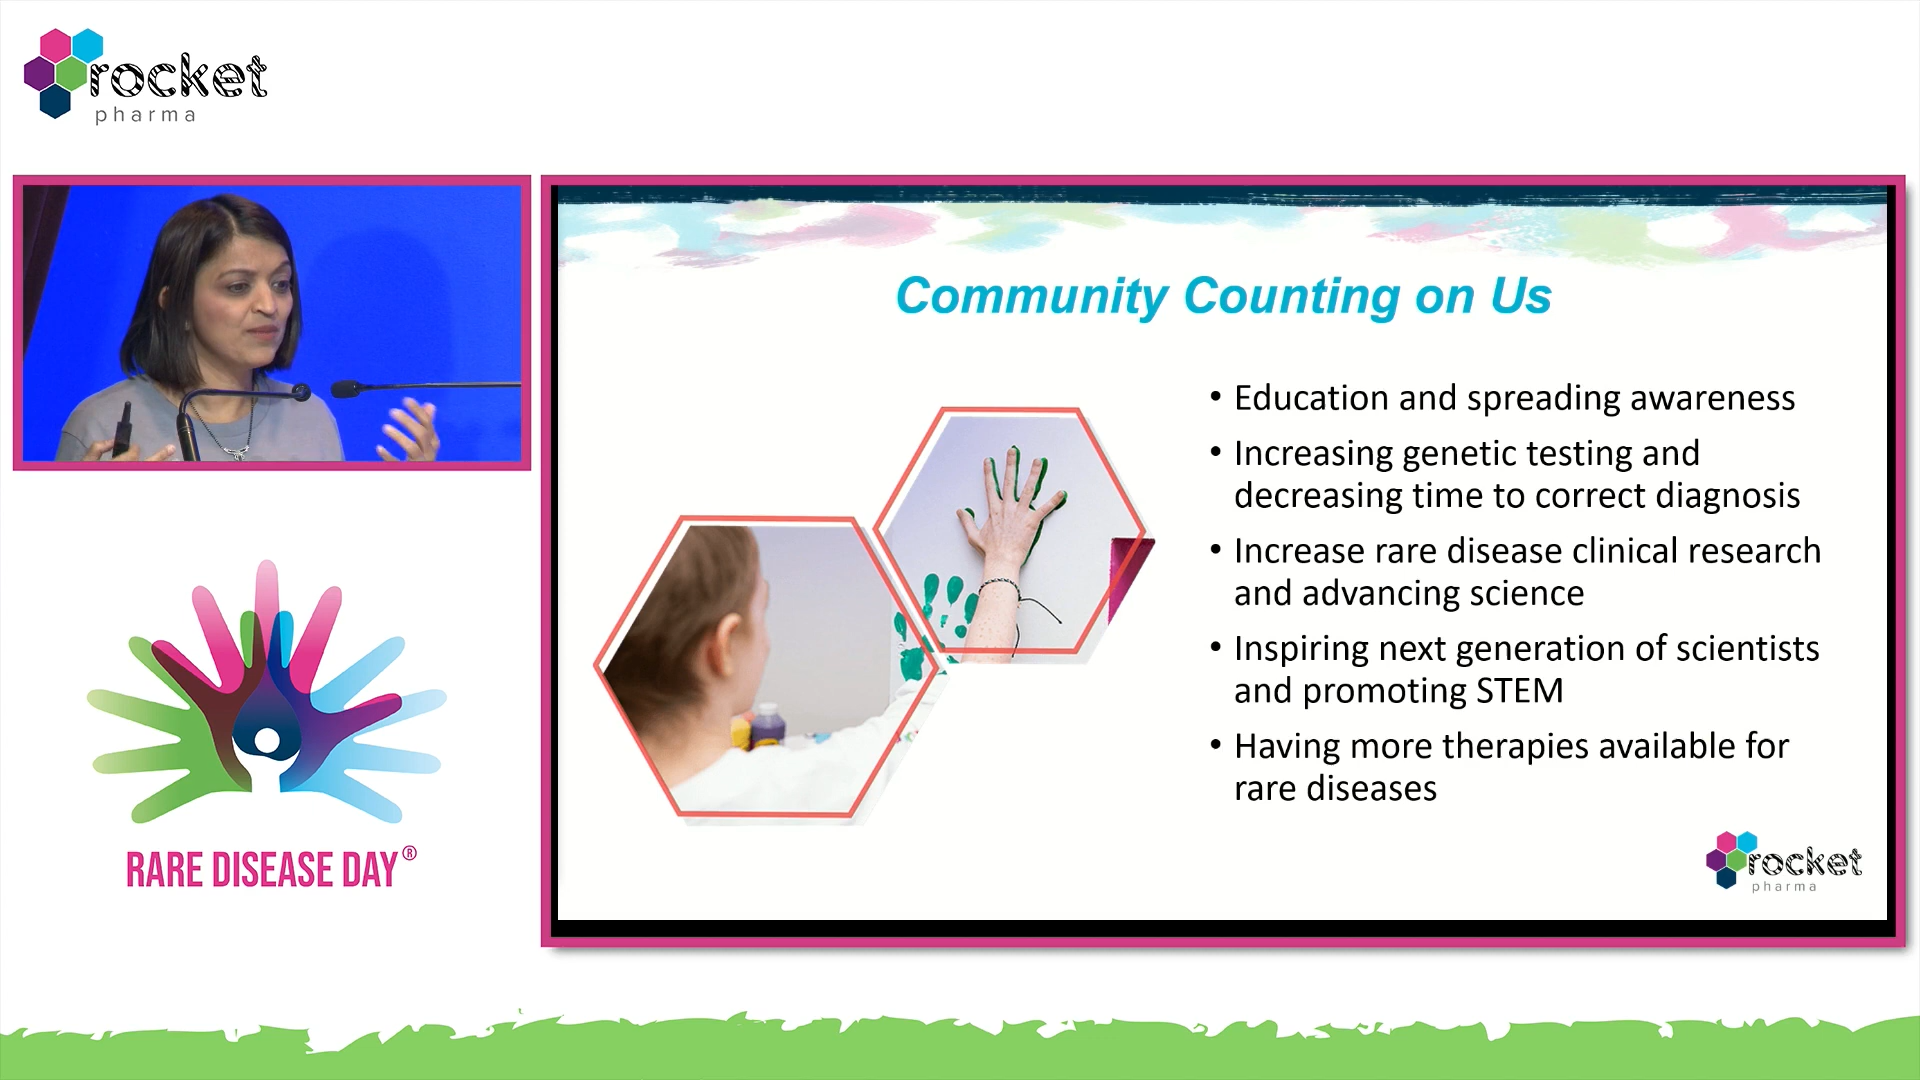 rocket
pharma
Community Counting on Us
• Education and spreading awareness
• Increasing genetic testing and
decreasing time to correct diagnosis
• Increase rare disease clinical research
and advancing science
• Inspiring next generation of scientists
and promoting STEM
• Having more therapies available for
rare diseases
rocket
pharma
RARE DISEASE DAY®